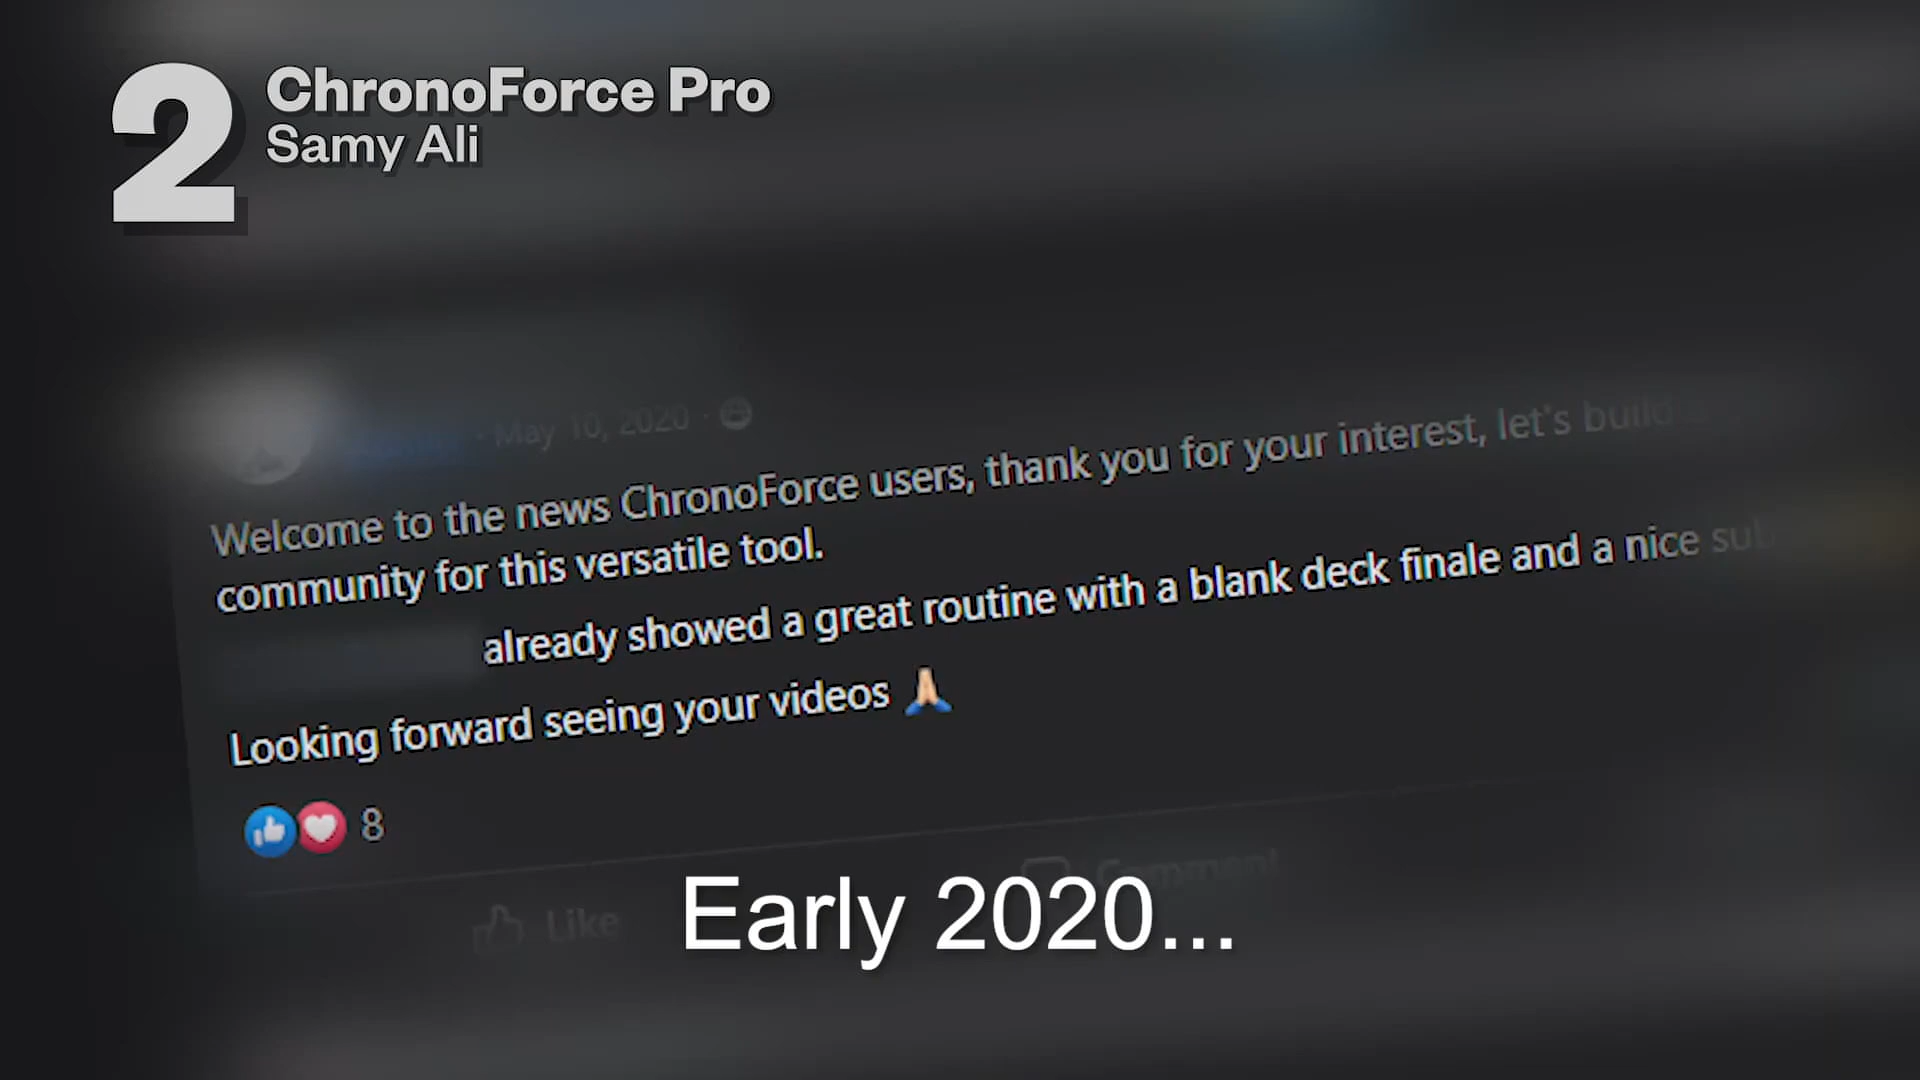 2
ChronoForce Pro
Samy Ali
· May 10, 2020 ·
Welcome to the news ChronoForce users, thank you for your interest, let's build
community for this versatile tool.
already showed a great routine with a blank deck finale and a nice
Looking forward seeing your videos 🙏🏻
8
Like
Comment
Early 2020...